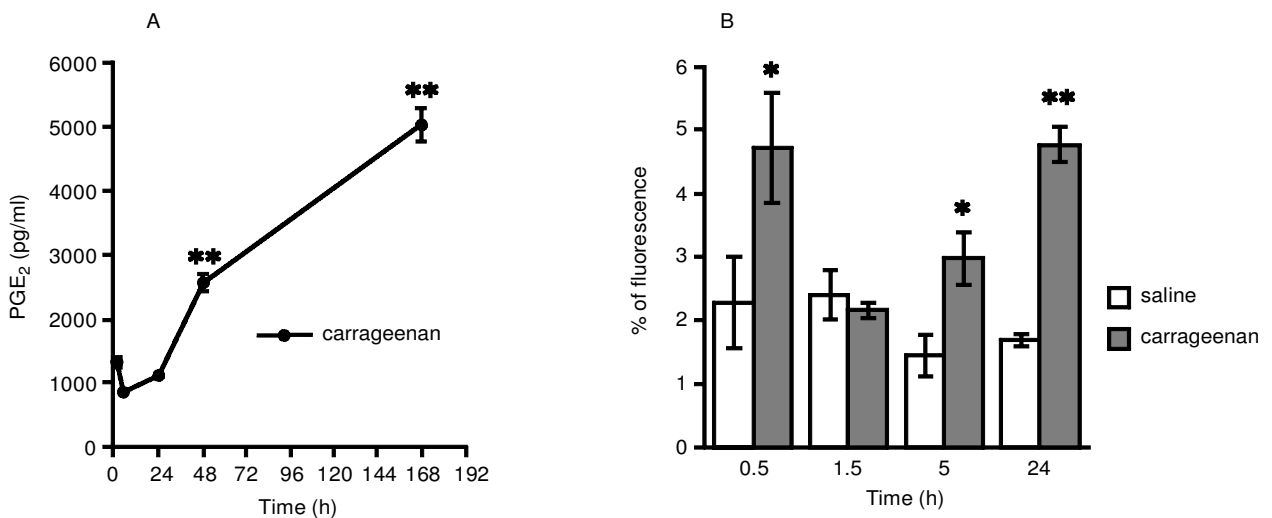 A
PGE2 (pg/ml)
6000
5000
4000
3000
2000
1000
0
** **
carrageenan
0 24 48 72 96 120 144 168 192
Time (h)
B
% of fluorescence
6
5
4
3
2
1
0
* * **
0.5 1.5 5 24
Time (h)
saline
carrageenan